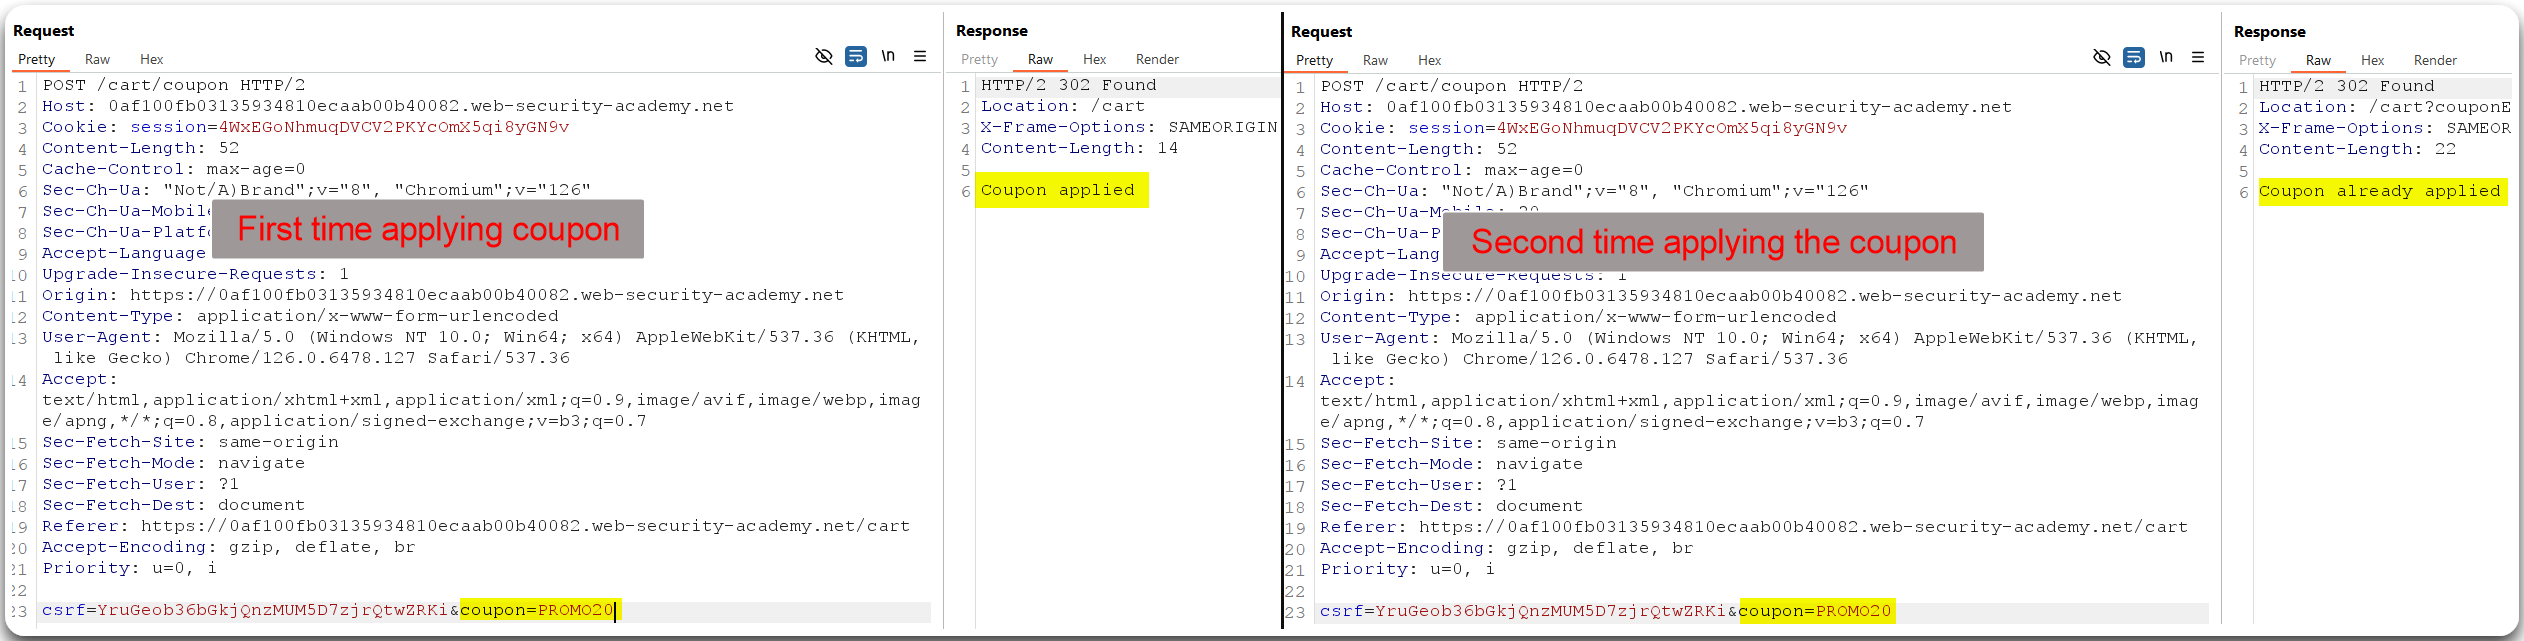 Request
Pretty Raw Hex
\n
1 POST /cart/coupon HTTP/2
2 Host: 0af100fb03135934810ecaab00b40082.web-security-academy.net
3 Cookie: session=4WxEGoNhmuqDVCV2PKYcOmX5qi8yGN9v
4 Content-Length: 52
5 Cache-Control: max-age=0
6 Sec-Ch-Ua: "Not/A)Brand";v="8", "Chromium";v="126"
7 Sec-Ch-Ua-Mobile
8 Sec-Ch-Ua-Platfo
9 Accept-Language
First time applying coupon
10 Upgrade-Insecure-Requests: 1
11 Origin: https://0af100fb03135934810ecaab00b40082.web-security-academy.net
12 Content-Type: application/x-www-form-urlencoded
13 User-Agent: Mozilla/5.0 (Windows NT 10.0; Win64; x64) AppleWebKit/537.36 (KHTML,
like Gecko) Chrome/126.0.6478.127 Safari/537.36
14 Accept:
text/html,application/xhtml+xml,application/xml;q=0.9,image/avif,image/webp,imag
e/apng,*/*;q=0.8,application/signed-exchange;v=b3;q=0.7
15 Sec-Fetch-Site: same-origin
16 Sec-Fetch-Mode: navigate
17 Sec-Fetch-User: ?1
18 Sec-Fetch-Dest: document
19 Referer: https://0af100fb03135934810ecaab00b40082.web-security-academy.net/cart
20 Accept-Encoding: gzip, deflate, br
21 Priority: u=0, i
22
23 csrf=YruGeob36bGkjQnzMUM5D7zjrQtwZRKi&coupon=PROMO20
Response
Pretty Raw Hex Render
1 HTTP/2 302 Found
2 Location: /cart
3 X-Frame-Options: SAMEORIGIN
4 Content-Length: 14
5
6 Coupon applied
Request
Pretty Raw Hex
\n
1 POST /cart/coupon HTTP/2
2 Host: 0af100fb03135934810ecaab00b40082.web-security-academy.net
3 Cookie: session=4WxEGoNhmuqDVCV2PKYcOmX5qi8yGN9v
4 Content-Length: 52
5 Cache-Control: max-age=0
6 Sec-Ch-Ua: "Not/A)Brand";v="8", "Chromium";v="126"
7 Sec-Ch-Ua-Mobile: ?0
8 Sec-Ch-Ua-P
9 Accept-Lang
Second time applying the coupon
10 Upgrade-Insecure-Requests: 1
11 Origin: https://0af100fb03135934810ecaab00b40082.web-security-academy.net
12 Content-Type: application/x-www-form-urlencoded
13 User-Agent: Mozilla/5.0 (Windows NT 10.0; Win64; x64) AppleWebKit/537.36 (KHTML,
like Gecko) Chrome/126.0.6478.127 Safari/537.36
14 Accept:
text/html,application/xhtml+xml,application/xml;q=0.9,image/avif,image/webp,imag
e/apng,*/*;q=0.8,application/signed-exchange;v=b3;q=0.7
15 Sec-Fetch-Site: same-origin
16 Sec-Fetch-Mode: navigate
17 Sec-Fetch-User: ?1
18 Sec-Fetch-Dest: document
19 Referer: https://0af100fb03135934810ecaab00b40082.web-security-academy.net/cart
20 Accept-Encoding: gzip, deflate, br
21 Priority: u=0, i
22
23 csrf=YruGeob36bGkjQnzMUM5D7zjrQtwZRKi&coupon=PROMO20
Response
Pretty Raw Hex Render
1 HTTP/2 302 Found
2 Location: /cart?couponE
3 X-Frame-Options: SAMEOR
4 Content-Length: 22
5
6 Coupon already applied